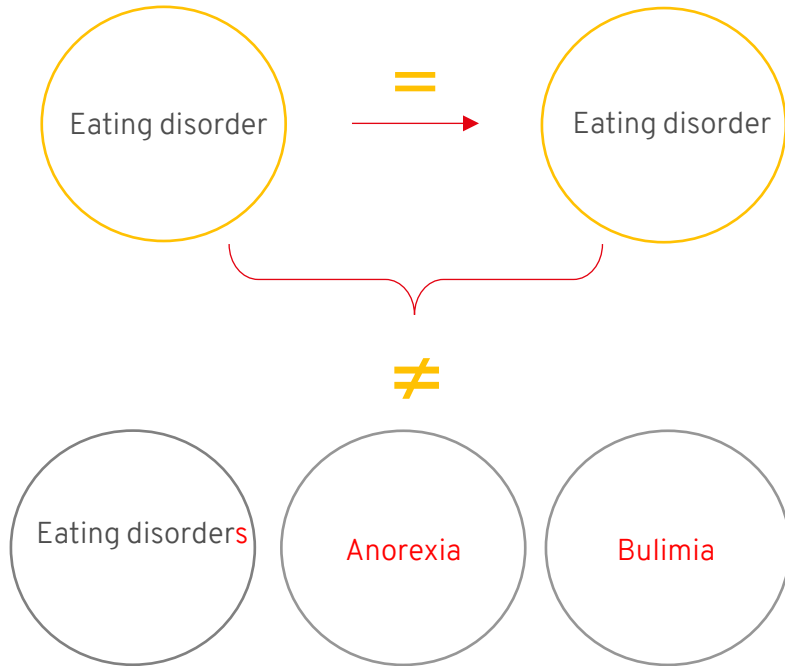 =
Eating disorder
Eating disorder
≠
Eating disorders
Anorexia
Bulimia